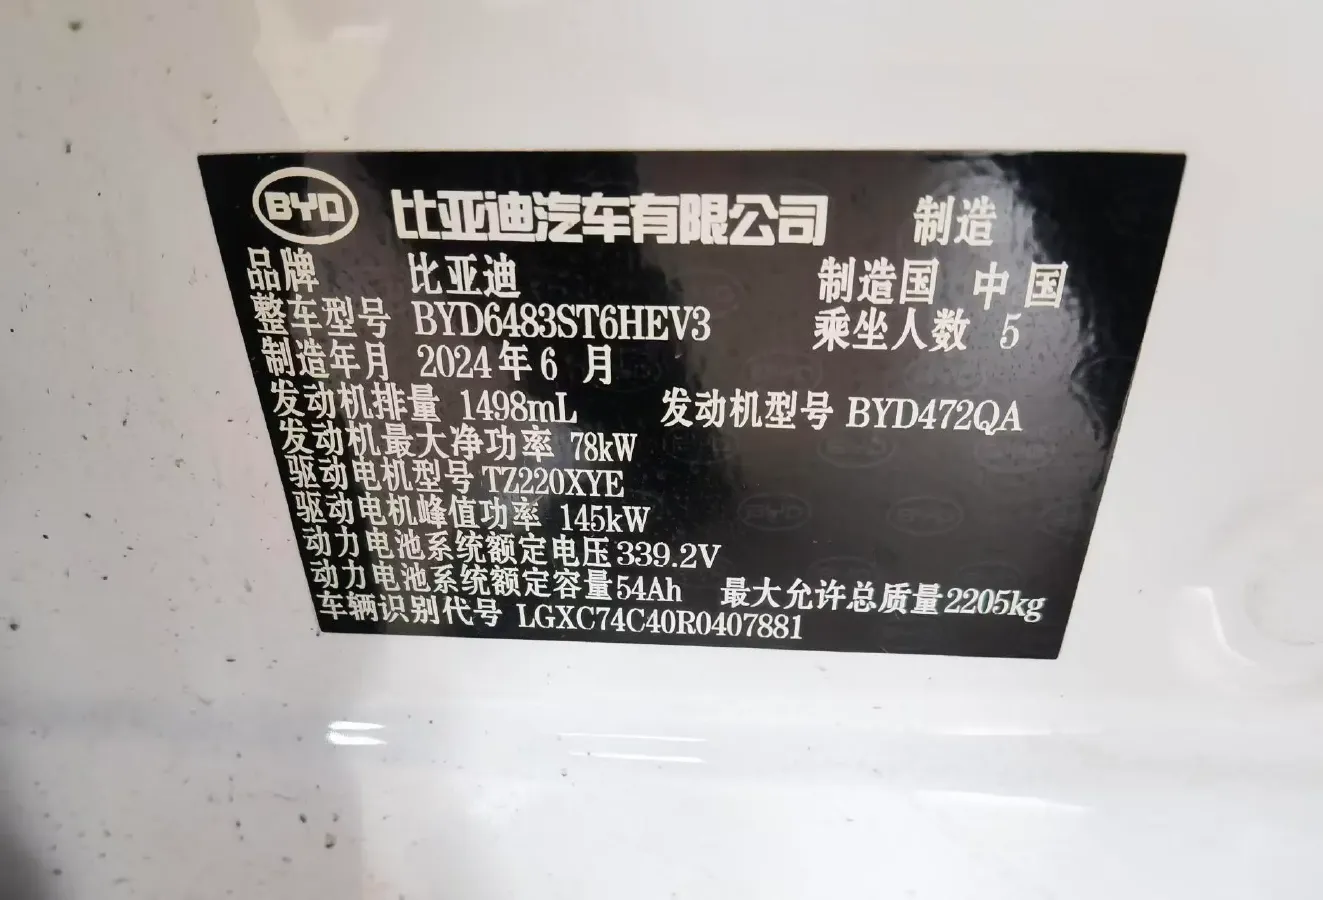 BYD 比亚迪汽车有限公司 制造
品牌 比亚迪 制造国 中国
整车型号 BYD6483ST6HEV3 乘坐人数 5
制造年月 2024年6月
发动机排量 1498mL 发动机型号 BYD472QA
发动机最大净功率 78kW
驱动电机型号 TZ220XYE
驱动电机峰值功率 145kW
动力电池系统额定电压 339.2V
动力电池系统额定容量 54Ah 最大允许总质量 2205kg
车辆识别代号 LGXC74C40R0407881